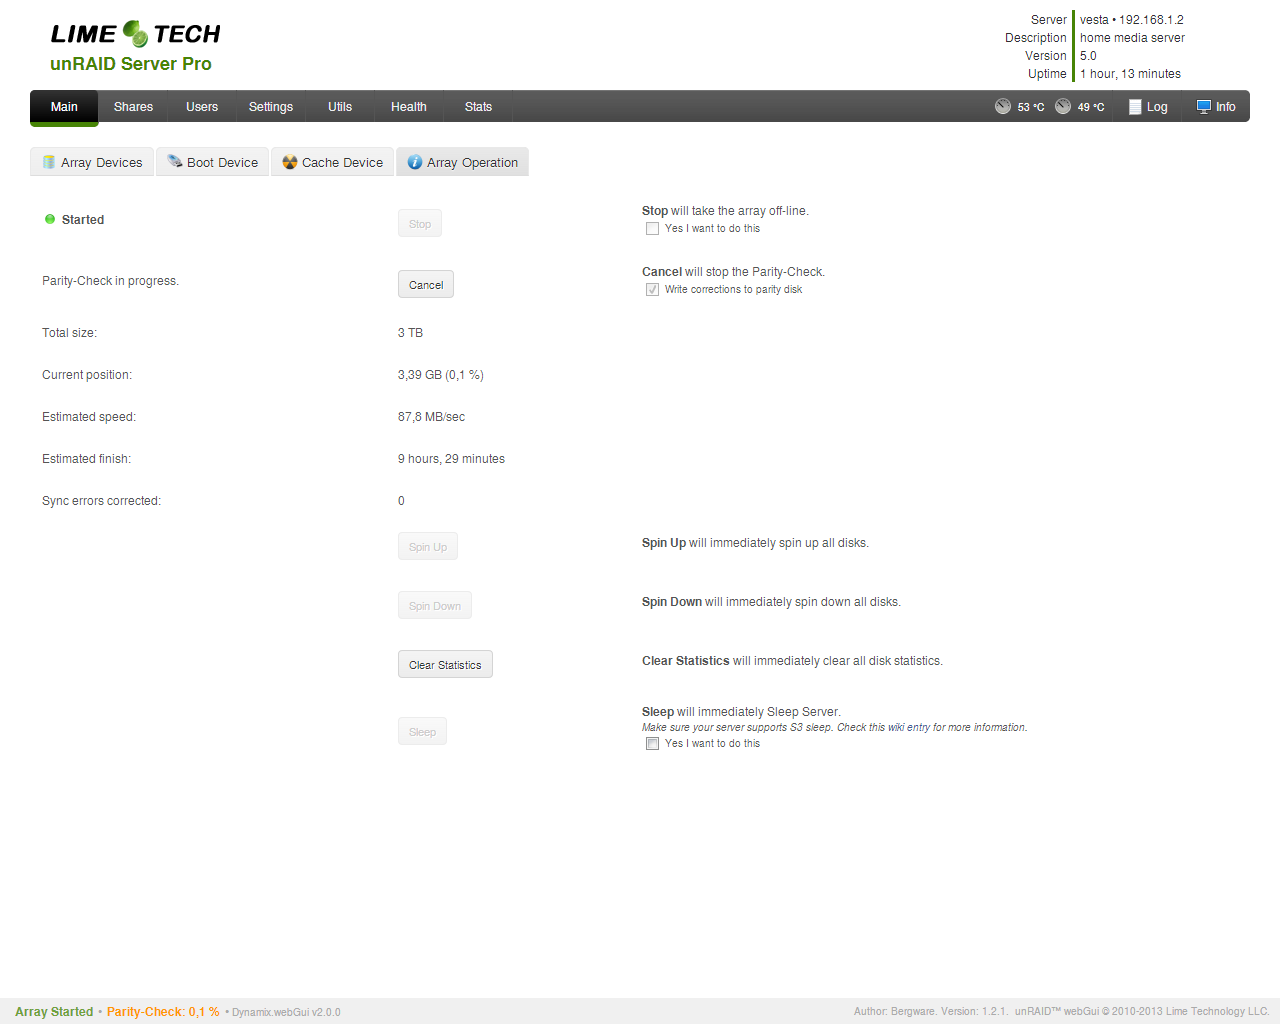 LIME TECH
unRAID Server Pro
Server vesta • 192.168.1.2
Description home media server
Version 5.0
Uptime 1 hour, 13 minutes
Main Shares Users Settings Utils Health Stats 53 °C 49 °C Log Info
Array Devices Boot Device Cache Device Array Operation
Started Stop Stop will take the array off-line.
Yes I want to do this
Parity-Check in progress. Cancel Cancel will stop the Parity-Check.
Write corrections to parity disk
Total size: 3 TB
Current position: 3,39 GB (0,1 %)
Estimated speed: 87,8 MB/sec
Estimated finish: 9 hours, 29 minutes
Sync errors corrected: 0
Spin Up Spin Up will immediately spin up all disks.
Spin Down Spin Down will immediately spin down all disks.
Clear Statistics Clear Statistics will immediately clear all disk statistics.
Sleep Sleep will immediately Sleep Server.
Make sure your server supports S3 sleep. Check this wiki entry for more information.
Yes I want to do this
Array Started • Parity-Check: 0,1 % • Dynamix.webGui v2.0.0 Author: Bergware. Version: 1.2.1. unRAID™ webGui © 2010-2013 Lime Technology LLC.